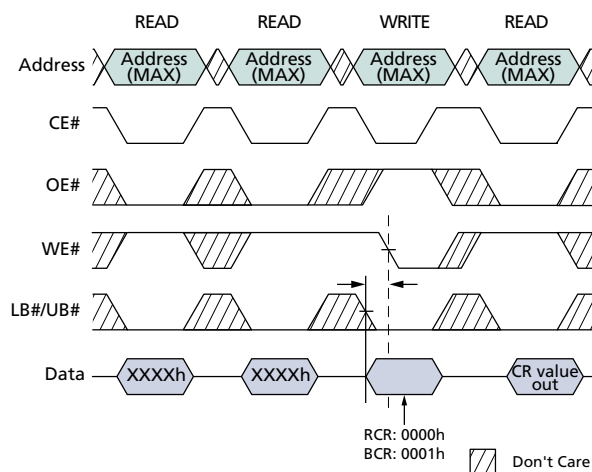 READ READ WRITE READ
Address Address (MAX) Address (MAX) Address (MAX) Address (MAX)
CE#
OE#
WE#
LB#/UB#
Data XXXXh XXXXh CR value out
RCR: 0000h
BCR: 0001h
Don't Care